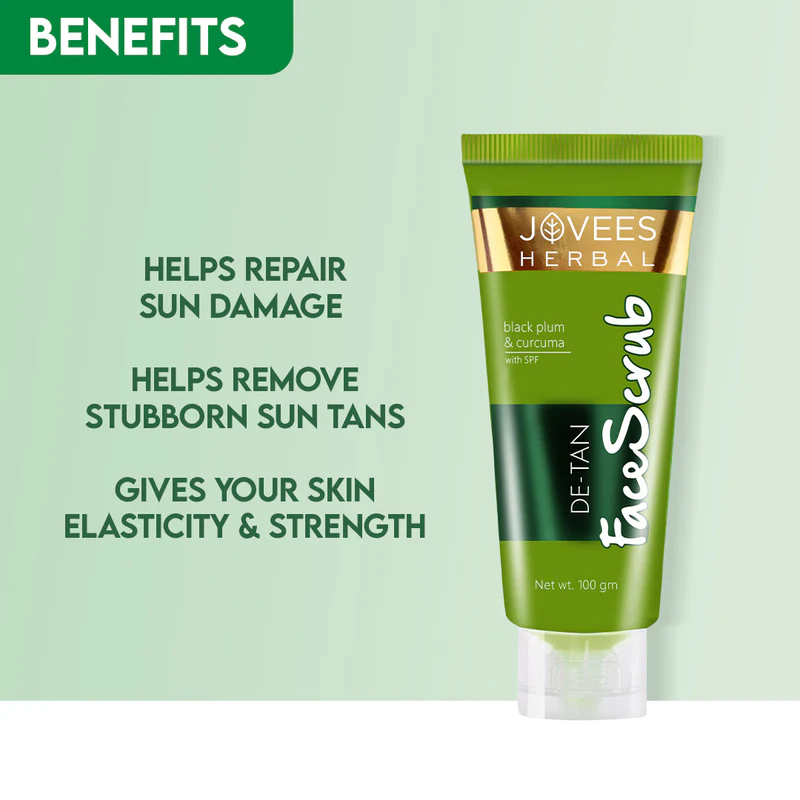 BENEFITS
HELPS REPAIR
SUN DAMAGE
HELPS REMOVE
STUBBORN SUN TANS
GIVES YOUR SKIN
ELASTICITY & STRENGTH
JOVEES
HERBAL
black plum
& curcuma
with SPF
DE-TAN
FaceScrub
Net wt. 100 gm